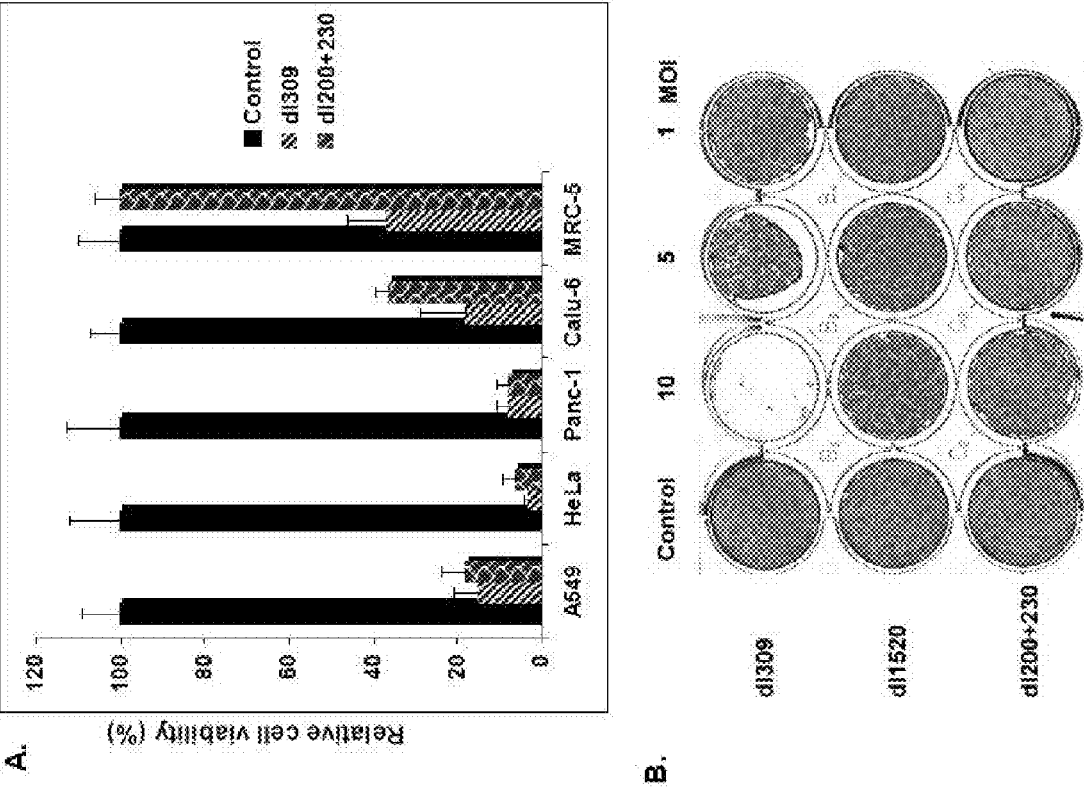 A.
Relative cell viability (%)
120
100
80
60
40
20
0
A549 HeLa Panc-1 Calu-6 MRC-5
Control
dl309
dl200+230
B.
Control 10 5 1 MOI
dl309
dl1520
dl200+230